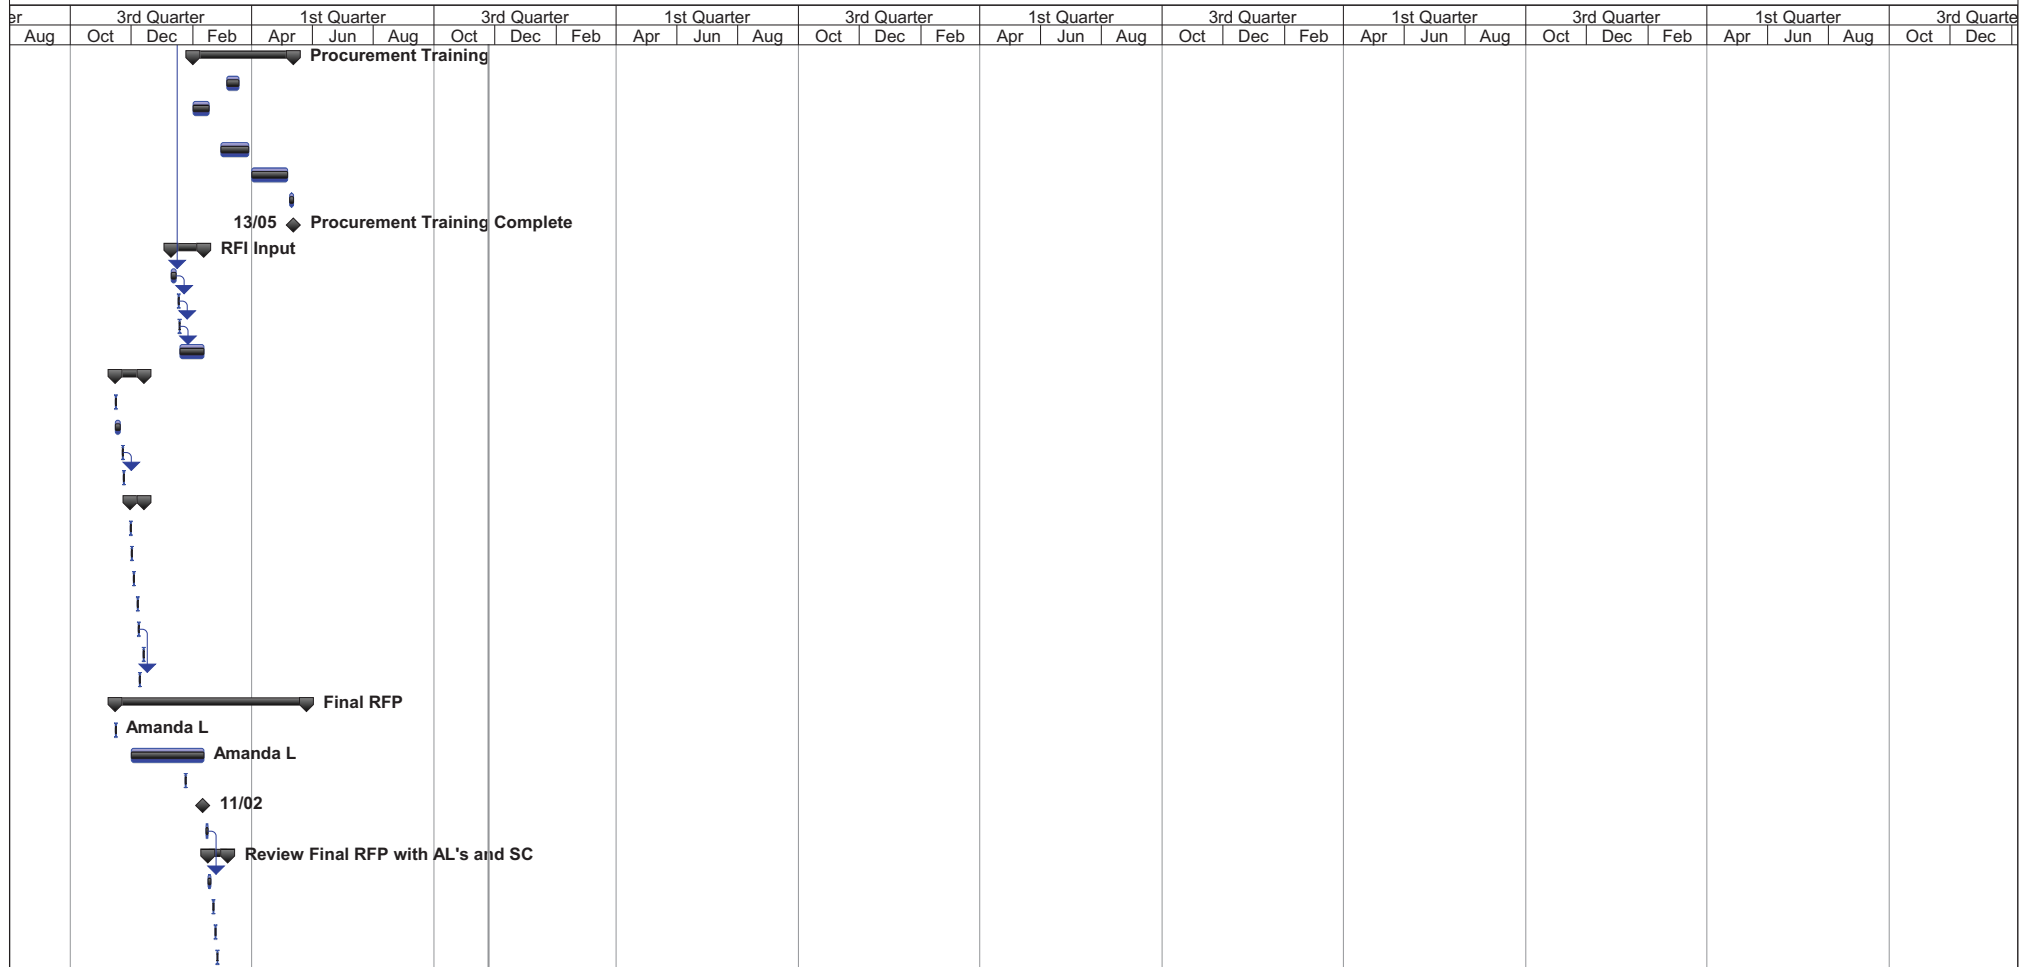 er 3rd Quarter 1st Quarter 3rd Quarter 1st Quarter 3rd Quarter 1st Quarter 3rd Quarter 1st Quarter 3rd Quarter 1st Quarter 3rd Quarte
Aug Oct Dec Feb Apr Jun Aug Oct Dec Feb Apr Jun Aug Oct Dec Feb Apr Jun Aug Oct Dec Feb Apr Jun Aug Oct Dec Feb Apr Jun Aug Oct Dec
Procurement Training
13/05 Procurement Training Complete
RFI Input
Final RFP
Amanda L
Amanda L
11/02
Review Final RFP with AL's and SC